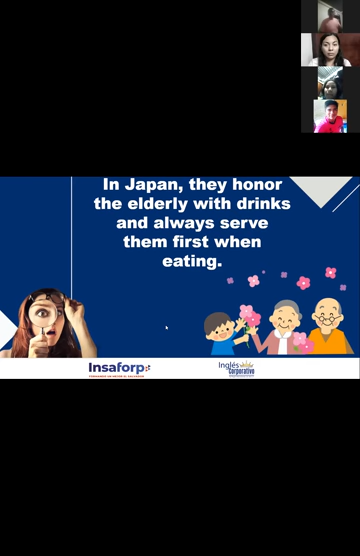 In Japan, they honor
the elderly with drinks
and always serve
them first when
eating.
Insaforp
Inglés
Corporativo